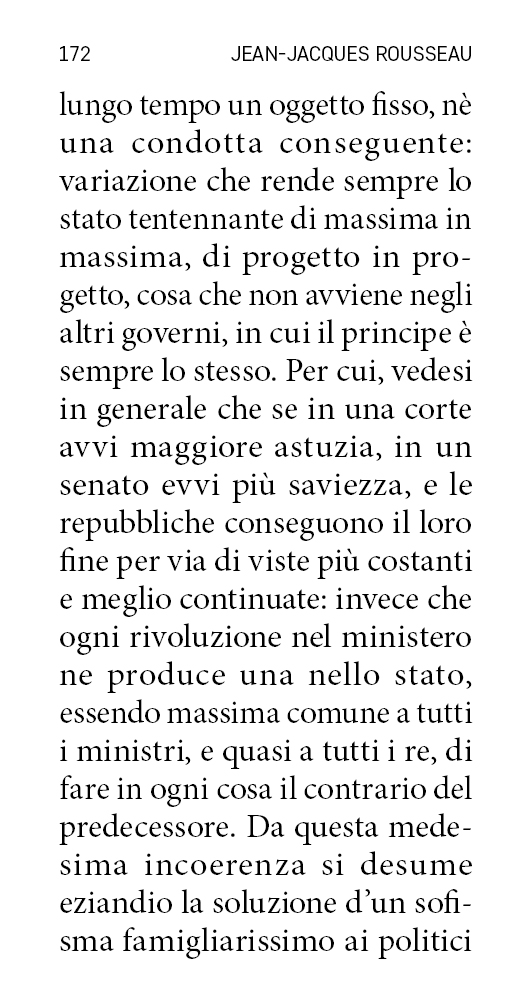 172
JEAN-JACQUES ROUSSEAU
lungo tempo un oggetto fisso, nè
una condotta conseguente:
variazione che rende sempre lo
stato tentennante di massima in
massima, di progetto in pro-
getto, cosa che non avviene negli
altri governi, in cui il principe è
sempre lo stesso. Per cui, vedesi
in generale che se in una corte
avvi maggiore astuzia, in un
senato evvi più saviezza, e le
repubbliche conseguono il loro
fine per via di viste più costanti
e meglio continuate: invece che
ogni rivoluzione nel ministero
ne produce una nello stato,
essendo massima comune a tutti
i ministri, e quasi a tutti i re, di
fare in ogni cosa il contrario del
predecessore. Da questa mede-
sima incoerenza si desume
eziandio la soluzione d’un sofi-
sma famigliarissimo ai politici